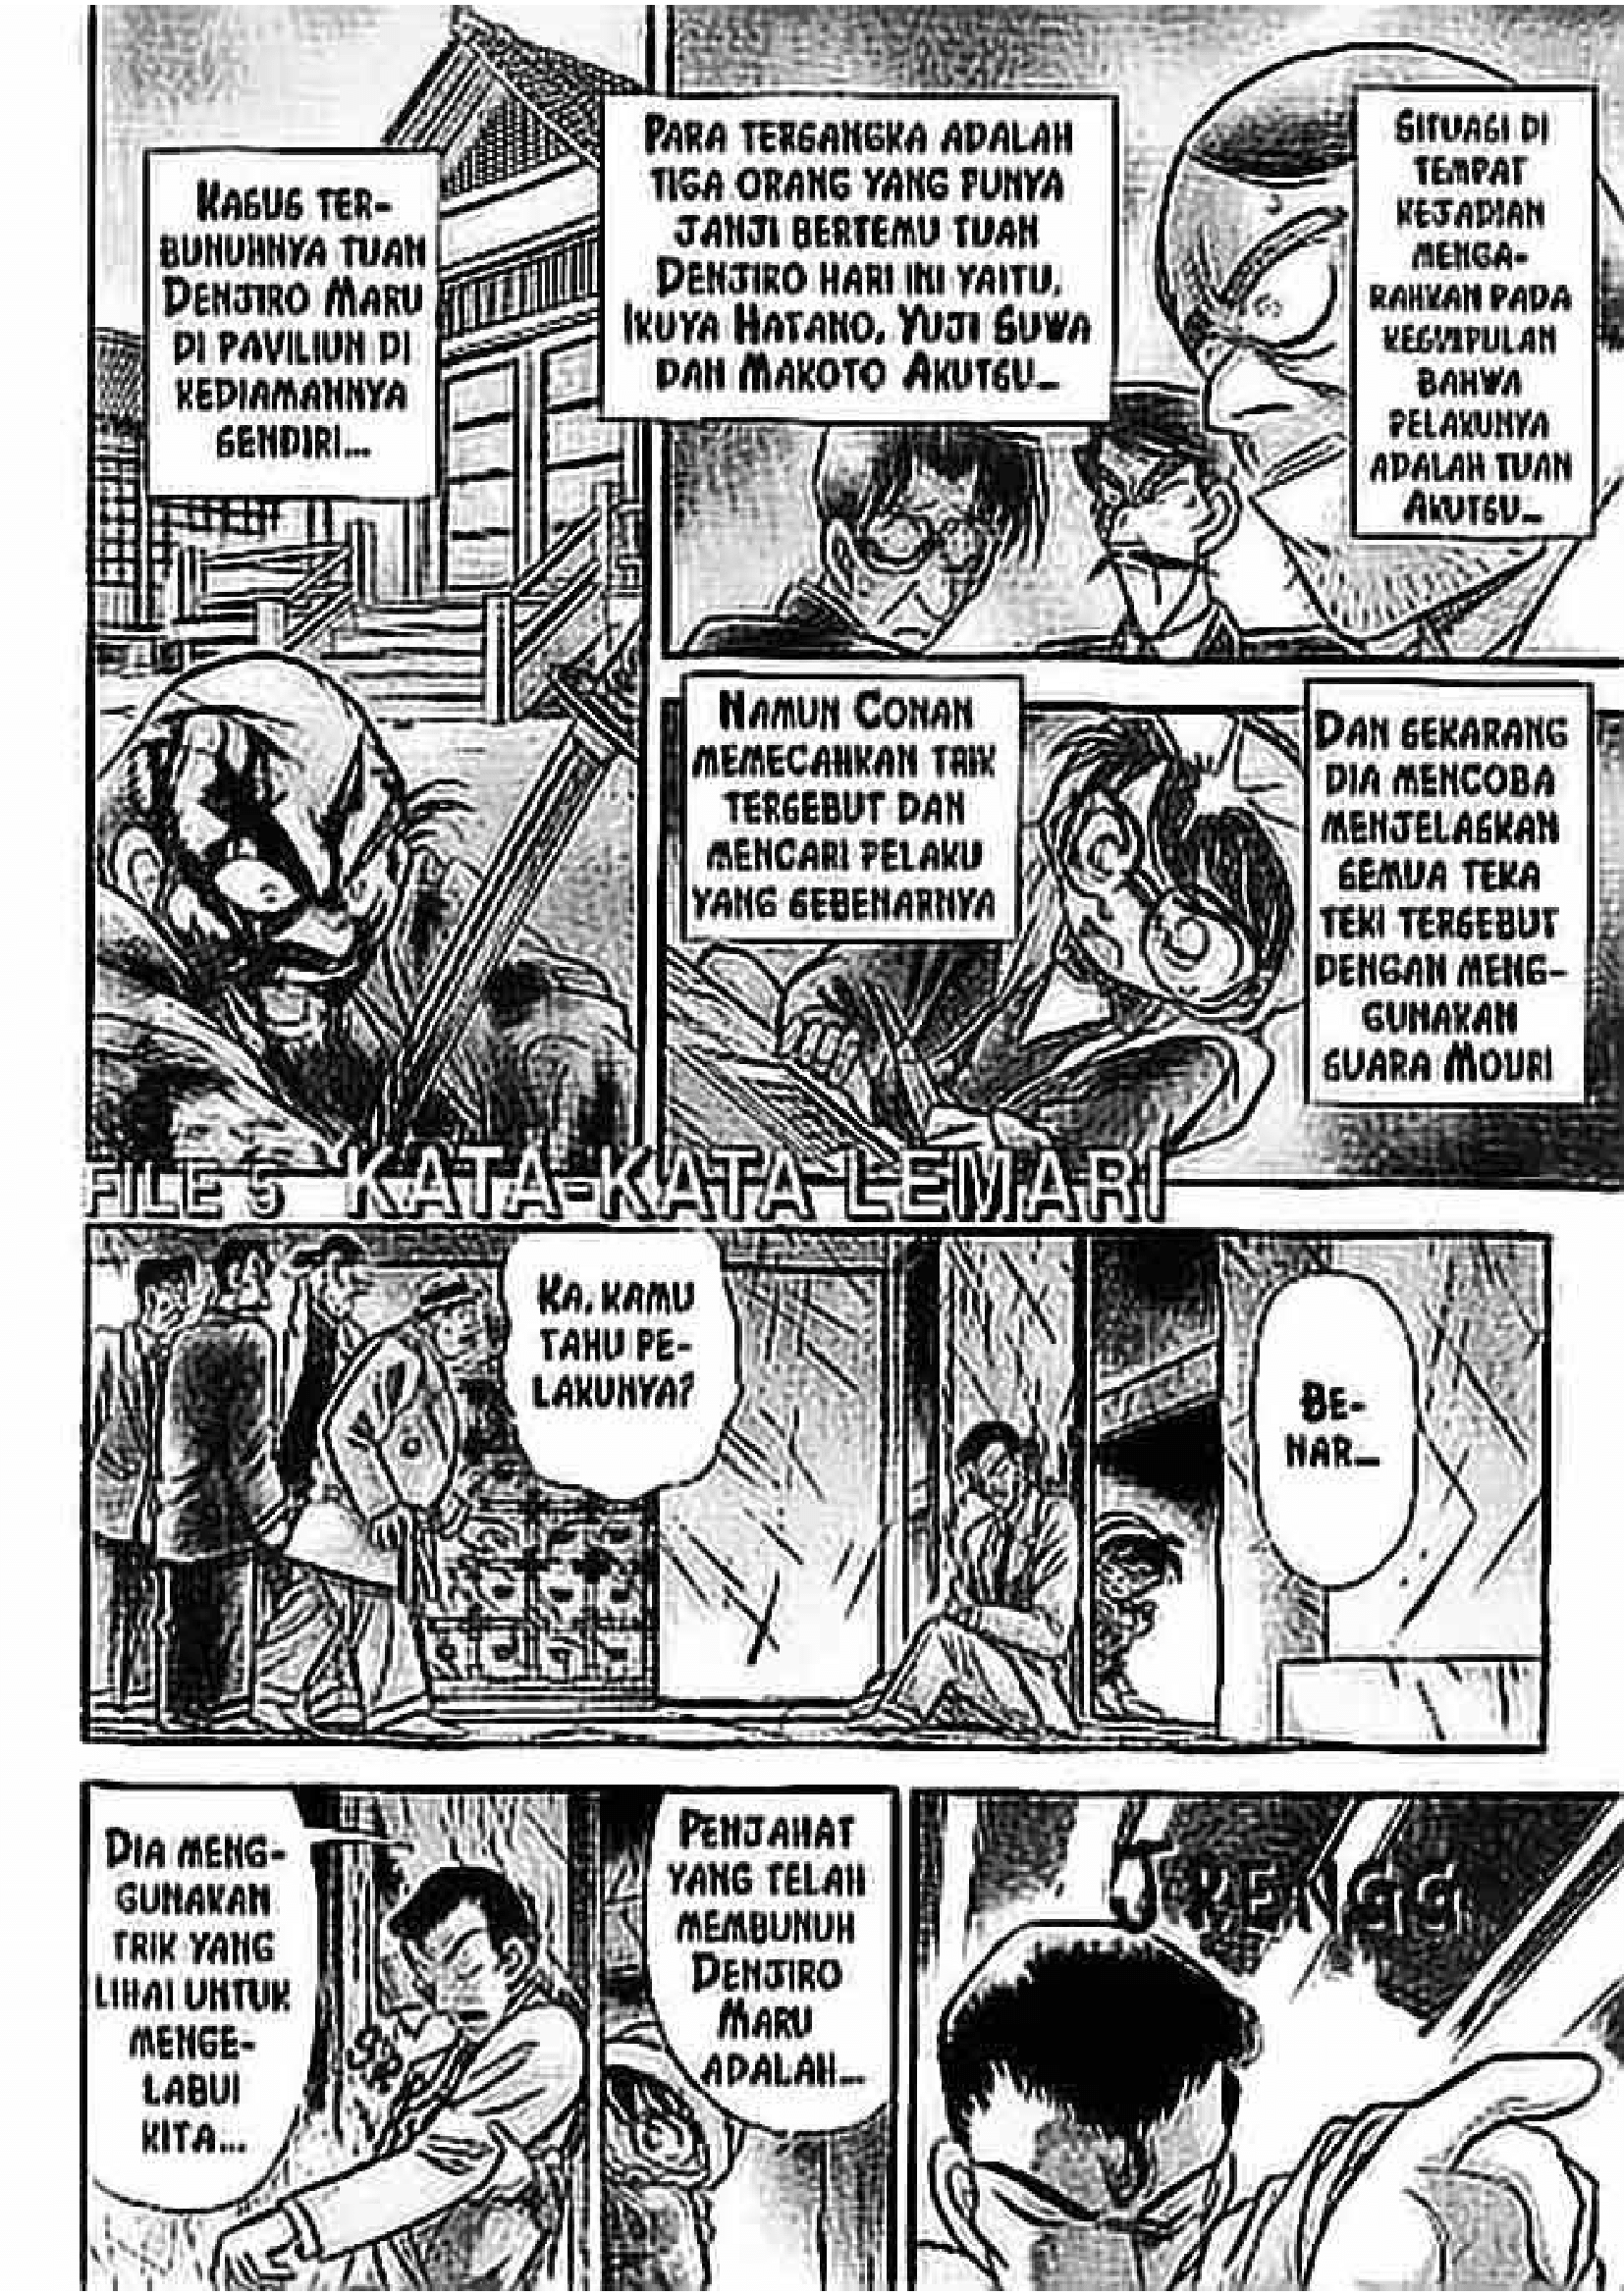 KASUS TER-
BUNUHNYA TUAN
DENJIRO MARU
DI PAVILIUN DI
KEDIAMANNYA
SENDIRI...
PARA TERSANGKA ADALAH
TIGA ORANG YANG PUNYA
JANJI BERTEMU TUAN
DENJIRO HARI INI YAITU,
IKUYA HATANO, YUJI SUWA
DAN MAKOTO AKUTSU...
SITUASI DI
TEMPAT
KEJADIAN
MENGA-
RAHKAN PADA
KESIMPULAN
BAHWA
PELAKUNYA
ADALAH TUAN
AKUTSU...
NAMUN CONAN
MEMECAHKAN TRIK
TERSEBUT DAN
MENCARI PELAKU
YANG SEBENARNYA
DAN SEKARANG
DIA MENCOBA
MENJELASKAN
SEMUA TEKA
TEKI TERSEBUT
DENGAN MENG-
GUNAKAN
SUARA MOURI
FILE 5 KATA-KATA LEMARI
KA, KAMU
TAHU PE-
LAKUNYA?
BE-
NAR...
DIA MENG-
GUNAKAN
TRIK YANG
LIHAI UNTUK
MENGE-
LABUI
KITA...
PENJAHAT
YANG TELAH
MEMBUNUH
DENJIRO
MARU
ADALAH...